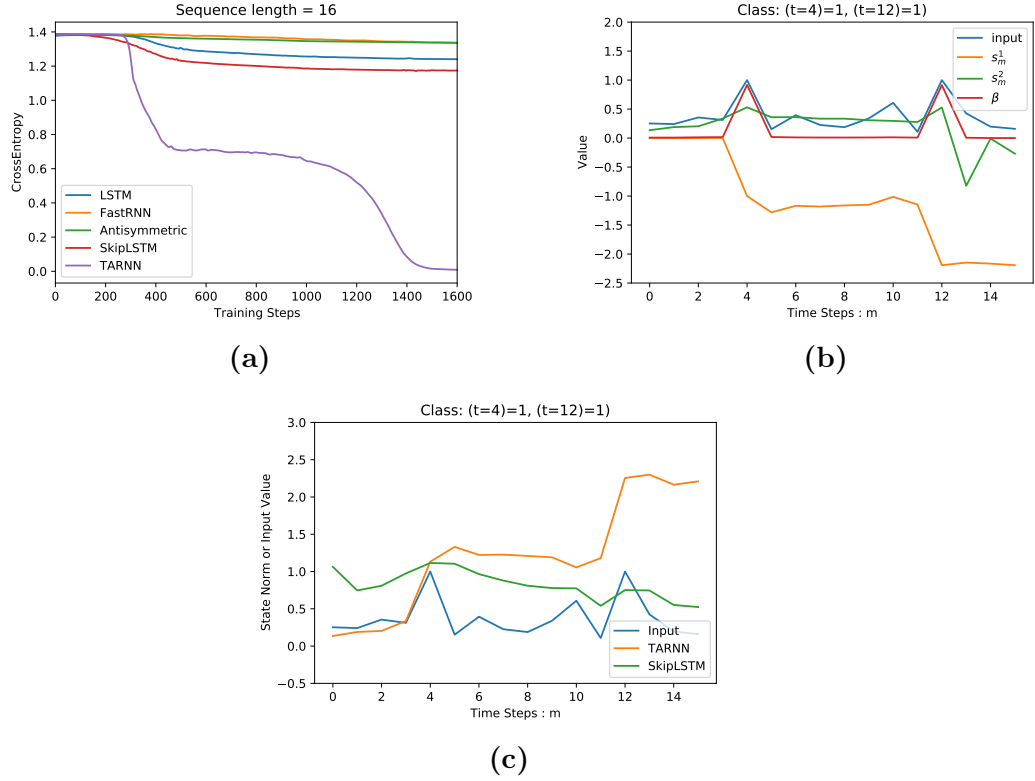 Sequence length = 16
CrossEntropy
1.4
1.2
1.0
0.8
0.6
0.4
0.2
0.0
LSTM
FastRNN
Antisymmetric
SkipLSTM
TARNN
0 200 400 600 800 1000 1200 1400 1600
Training Steps
(a)
Class: (t=4)=1, (t=12)=1)
Value
2.0
1.5
1.0
0.5
0.0
−0.5
−1.0
−1.5
−2.0
−2.5
input
s¹ₘ
s²ₘ
β
0 2 4 6 8 10 12 14
Time Steps : m
(b)
Class: (t=4)=1, (t=12)=1)
State Norm or Input Value
3.0
2.5
2.0
1.5
1.0
0.5
0.0
−0.5
Input
TARNN
SkipLSTM
0 2 4 6 8 10 12 14
Time Steps : m
(c)